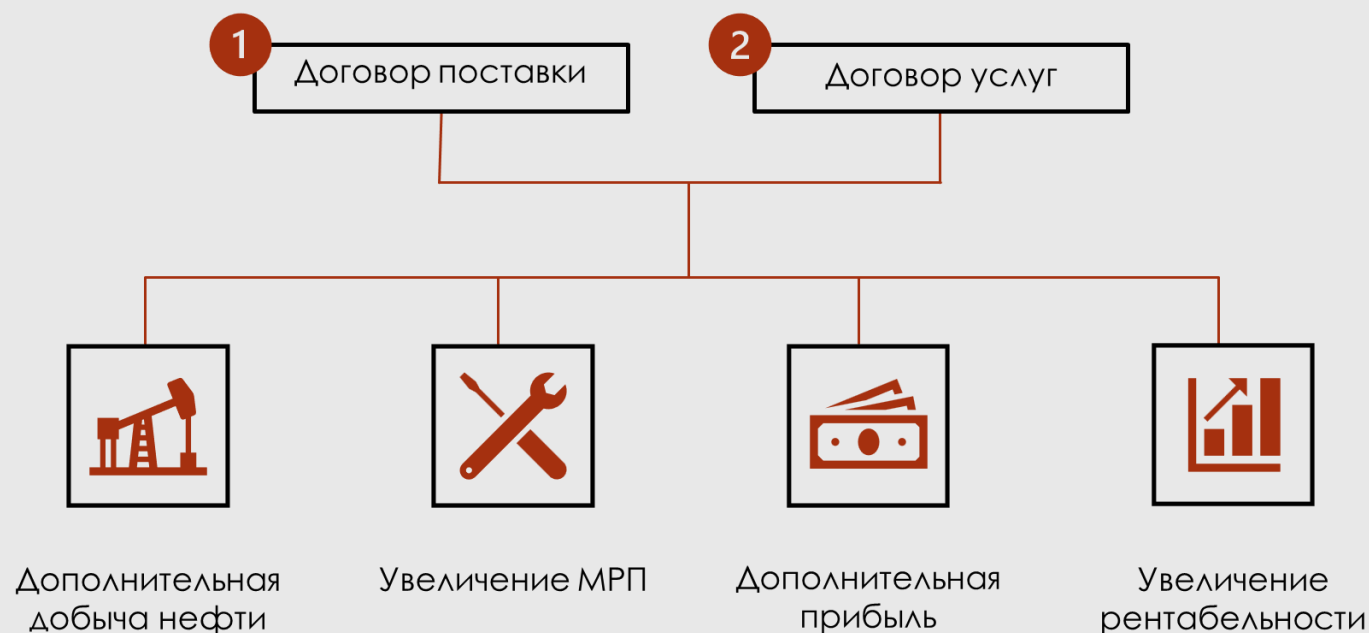 1
Договор поставки
2
Договор услуг
Дополнительная
добыча нефти
Увеличение МРП
Дополнительная
прибыль
Увеличение
рентабельности